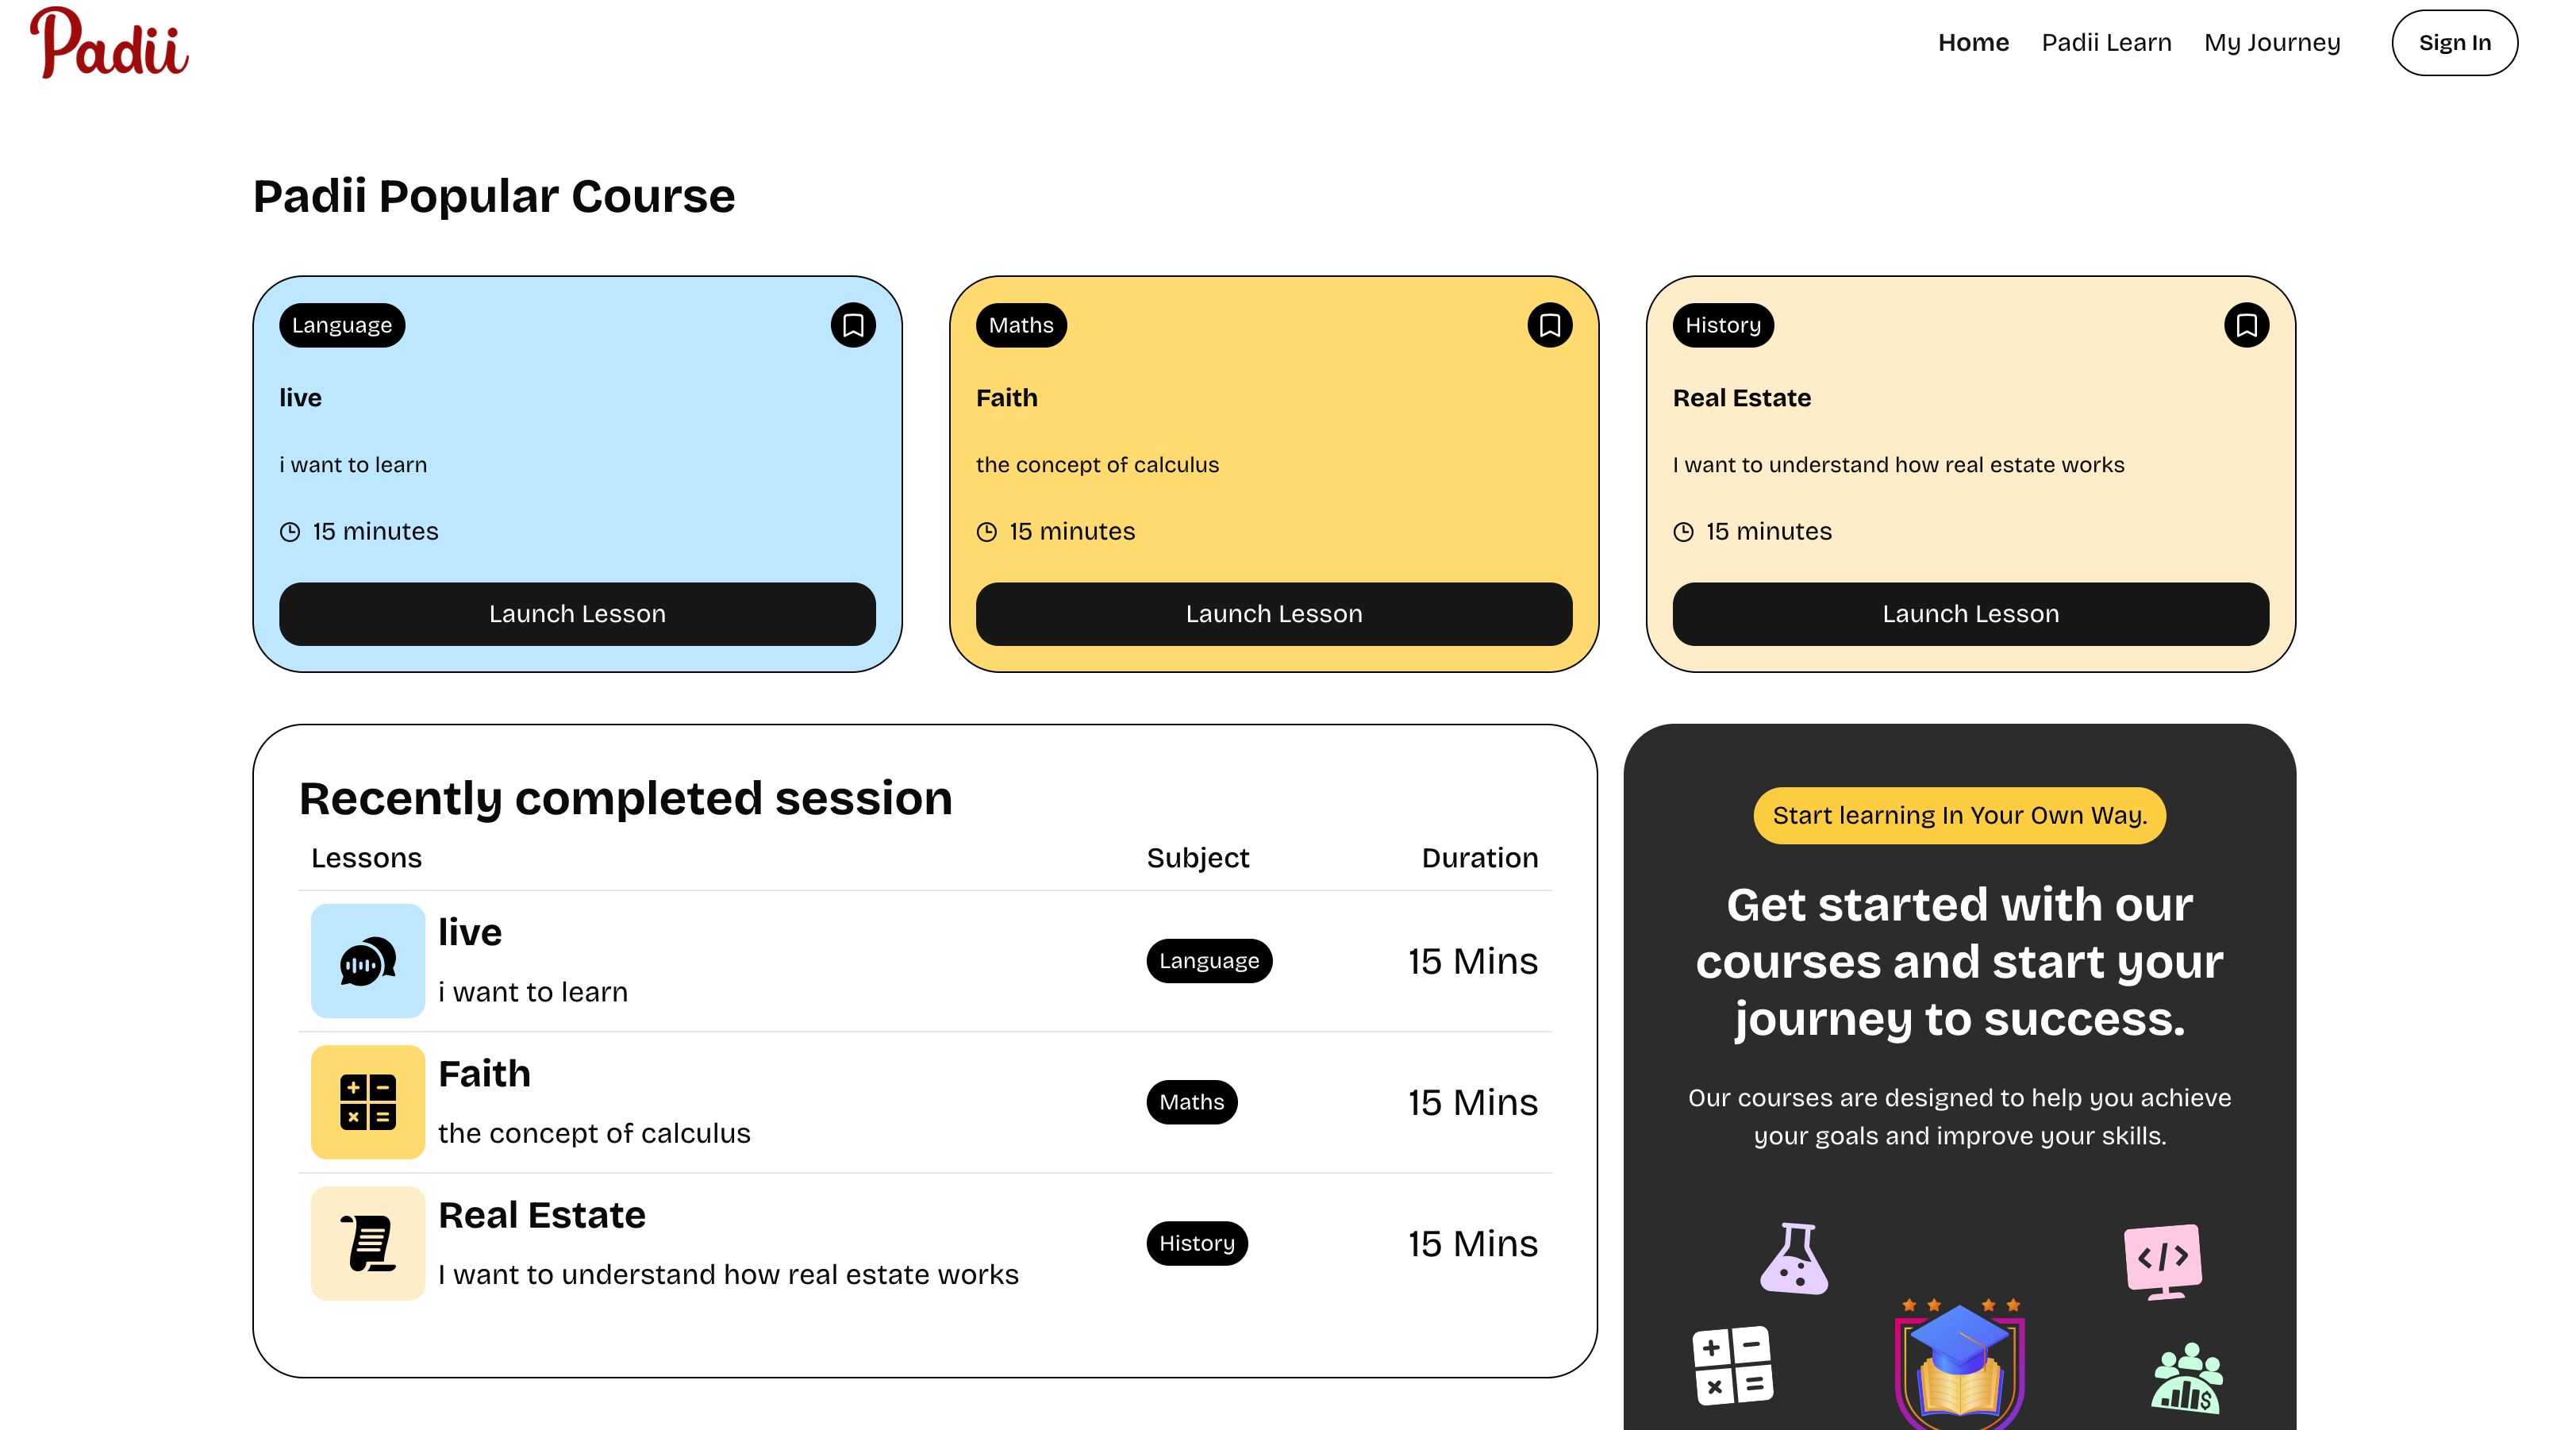 Padii
Home
Padii Learn
My Journey
Sign In
Padii Popular Course
Language
live
i want to learn
15 minutes
Launch Lesson
Maths
Faith
the concept of calculus
15 minutes
Launch Lesson
History
Real Estate
I want to understand how real estate works
15 minutes
Launch Lesson
Recently completed session
Lessons
Subject
Duration
live
i want to learn
Language
15 Mins
Faith
the concept of calculus
Maths
15 Mins
Real Estate
I want to understand how real estate works
History
15 Mins
Start learning In Your Own Way.
Get started with our
courses and start your
journey to success.
Our courses are designed to help you achieve
your goals and improve your skills.